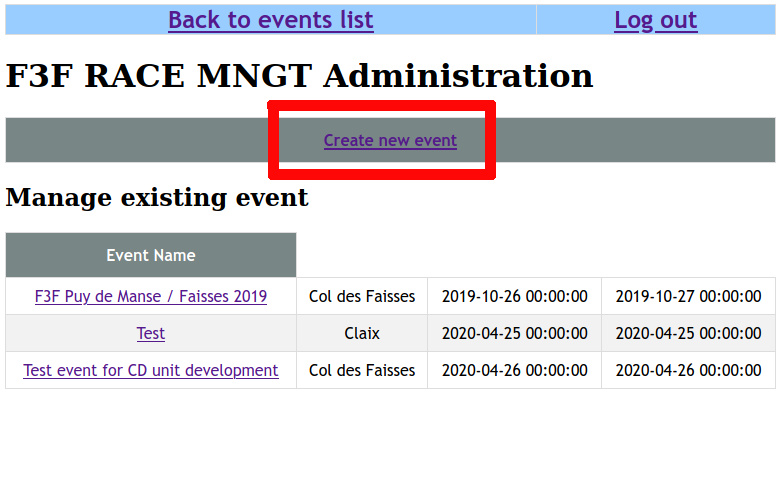 Back to events list Log out
F3F RACE MNGT Administration
Create new event
Manage existing event
Event Name
F3F Puy de Manse / Faisses 2019 Col des Faisses 2019-10-26 00:00:00 2019-10-27 00:00:00
Test Claix 2020-04-25 00:00:00 2020-04-25 00:00:00
Test event for CD unit development Col des Faisses 2020-04-26 00:00:00 2020-04-26 00:00:00